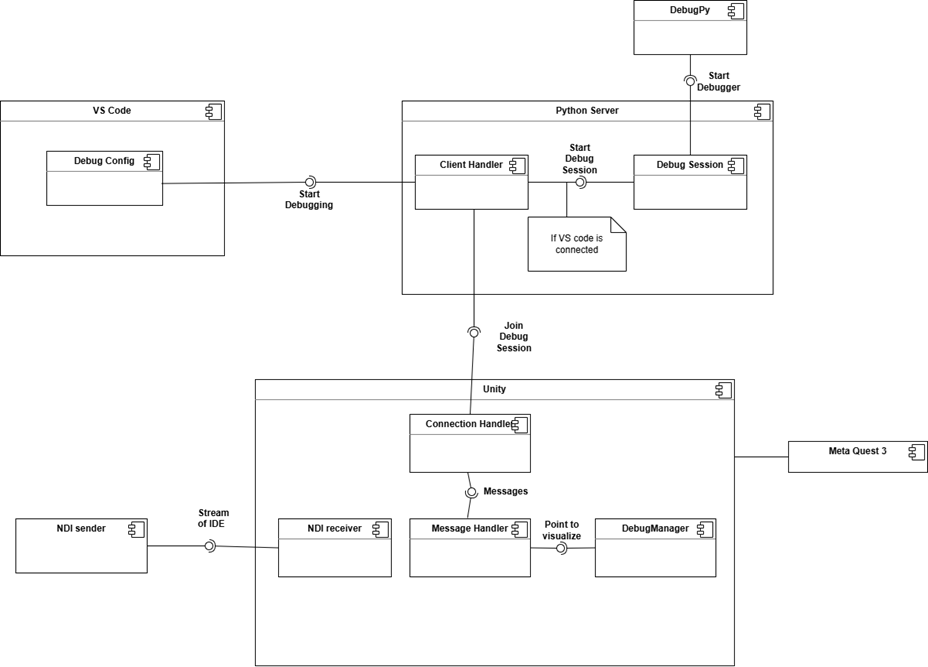 DebugPy
Start
Debugger
VS Code
Python Server
Debug Config
Client Handler
Start
Debug
Session
Debug Session
Start
Debugging
If VS code is
connected
Join
Debug
Session
Unity
Connection Handler
Meta Quest 3
Messages
Stream
of IDE
NDI sender
NDI receiver
Message Handler
Point to
visualize
DebugManager